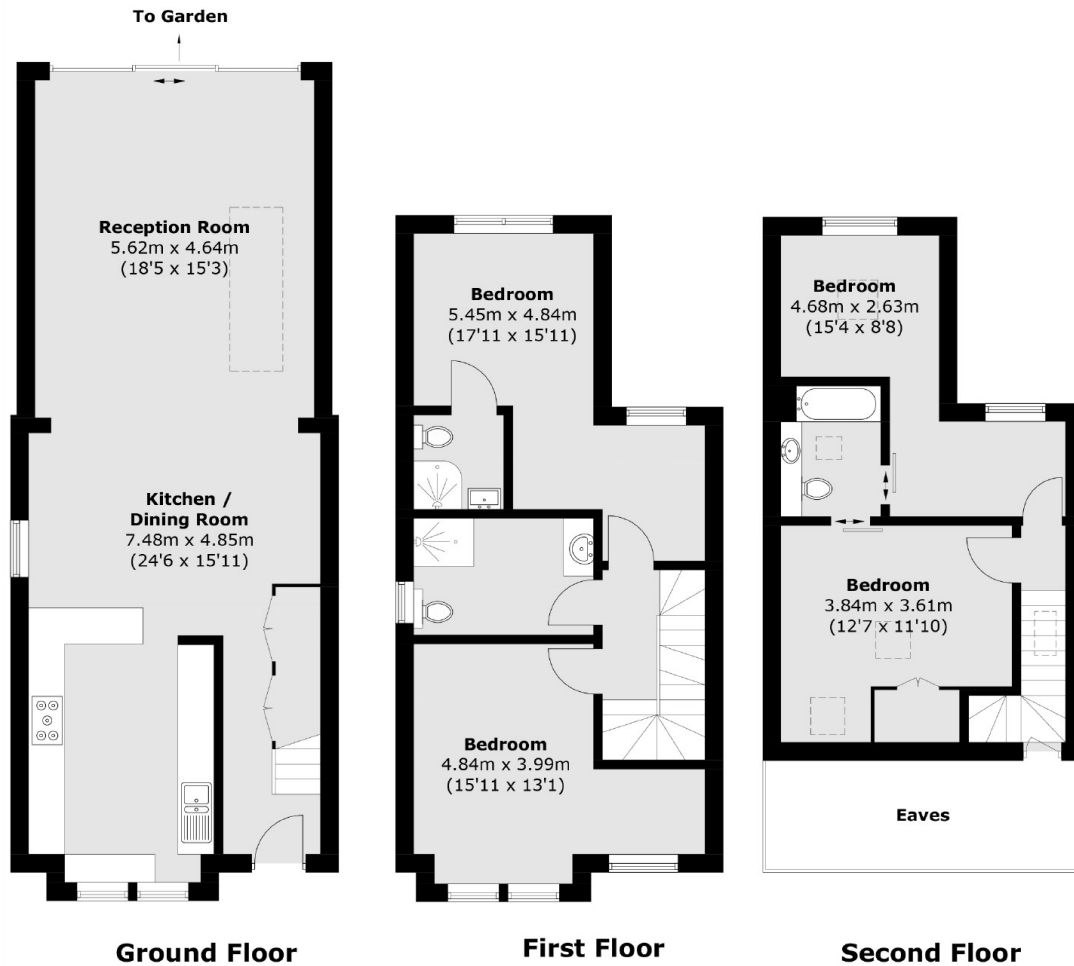 To Garden
Reception Room
5.62m x 4.64m
(18'5 x 15'3)
Kitchen /
Dining Room
7.48m x 4.85m
(24'6 x 15'11)
Ground Floor
Bedroom
5.45m x 4.84m
(17'11 x 15'11)
Bedroom
4.84m x 3.99m
(15'11 x 13'1)
First Floor
Bedroom
4.68m x 2.63m
(15'4 x 8'8)
Bedroom
3.84m x 3.61m
(12'7 x 11'10)
Eaves
Second Floor